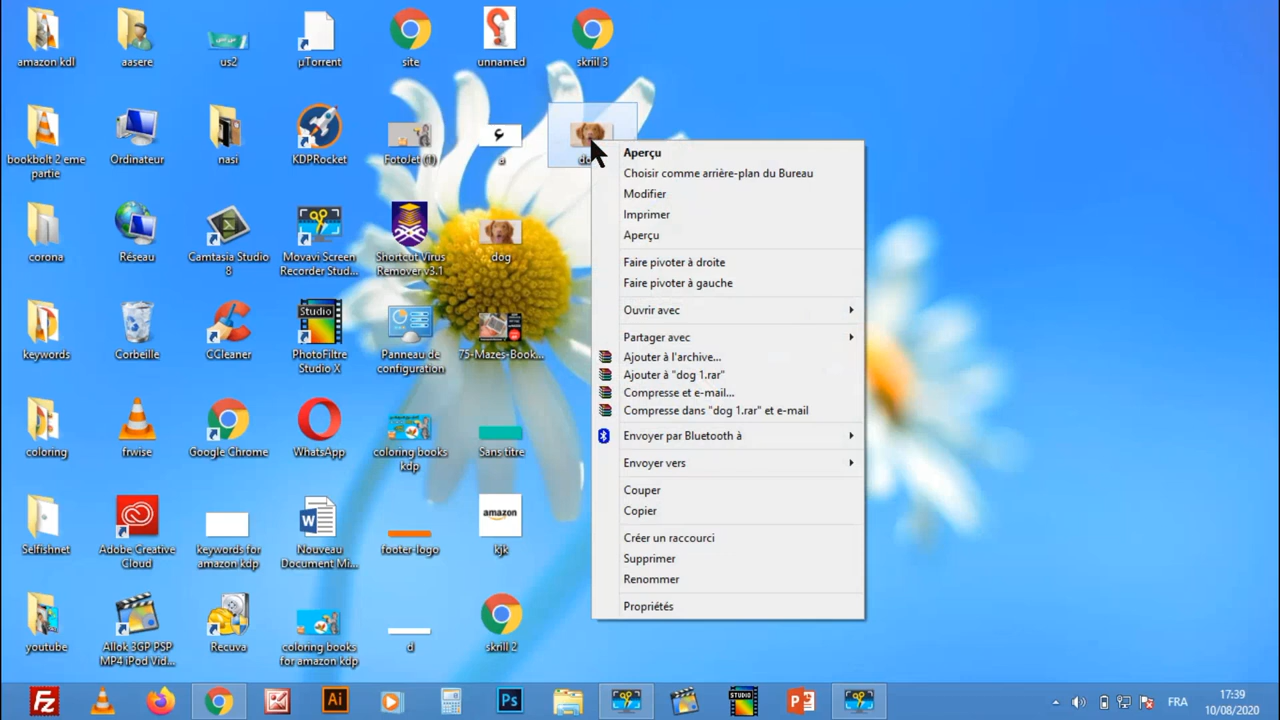 amazon kdl
aasere
us2
µTorrent
site
unnamed
skriil 3
bookbolt 2 eme
partie
Ordinateur
nasi
KDPRocket
FotoJet (1)
a
Aperçu
Choisir comme arrière-plan du Bureau
Modifier
Imprimer
Aperçu
Faire pivoter à droite
Faire pivoter à gauche
Ouvrir avec
Partager avec
Ajouter à l'archive...
Ajouter à "dog 1.rar"
Compresse et e-mail...
Compresse dans "dog 1.rar" et e-mail
Envoyer par Bluetooth à
Envoyer vers
Couper
Copier
Créer un raccourci
Supprimer
Renommer
Propriétés
corona
Réseau
Camtasia Studio
8
Movavi Screen
Recorder Stud...
Shortcut Virus
Remover v3.1
dog
keywords
Corbeille
CCleaner
Studio
PhotoFiltre
Studio X
Panneau de
configuration
75-Mazes-Book...
coloring
frwise
Google Chrome
WhatsApp
coloring books
kdp
Sans titre
Selfishnet
Adobe Creative
Cloud
keywords for
amazon kdp
Nouveau
Document Mi...
footer-logo
amazon
kjk
youtube
Allok 3GP PSP
MP4 iPod Vid...
Recuva
coloring books
for amazon kdp
d
skrill 2
Fz
Ai
Ps
STUDIO
FRA
17:39
10/08/2020